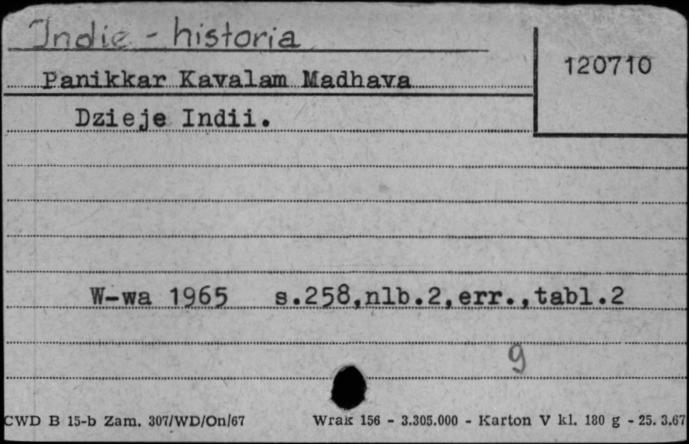 Indie - historia
120710
Panikkar Kavalam Madhava
Dzieje Indii.
W-wa 1965 s.258,nlb.2,err.,tabl.2
9
CWD B 15-b Zam. 307/WD/On/67 Wrak 156 - 3.305.000 - Karton V kl. 180 g - 25. 3.67